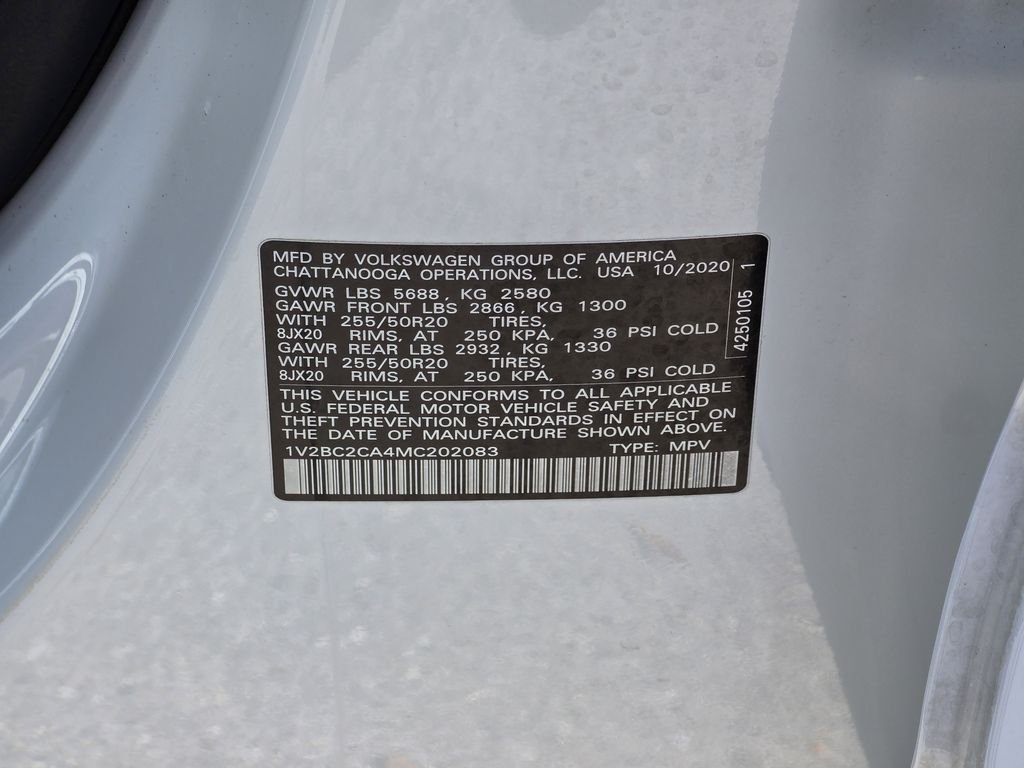 MFD BY VOLKSWAGEN GROUP OF AMERICA
CHATTANOOGA OPERATIONS, LLC. USA 10/2020
GVWR LBS 5688, KG 2580
GAWR FRONT LBS 2866, KG 1300
WITH 255/50R20 TIRES,
8JX20 RIMS, AT 250 KPA, 36 PSI COLD
GAWR REAR LBS 2932, KG 1330
WITH 255/50R20 TIRES,
8JX20 RIMS, AT 250 KPA, 36 PSI COLD
THIS VEHICLE CONFORMS TO ALL APPLICABLE
U.S. FEDERAL MOTOR VEHICLE SAFETY AND
THEFT PREVENTION STANDARDS IN EFFECT ON
THE DATE OF MANUFACTURE SHOWN ABOVE.
1V2BC2CA4MC202083 TYPE: MPV
4250105 1